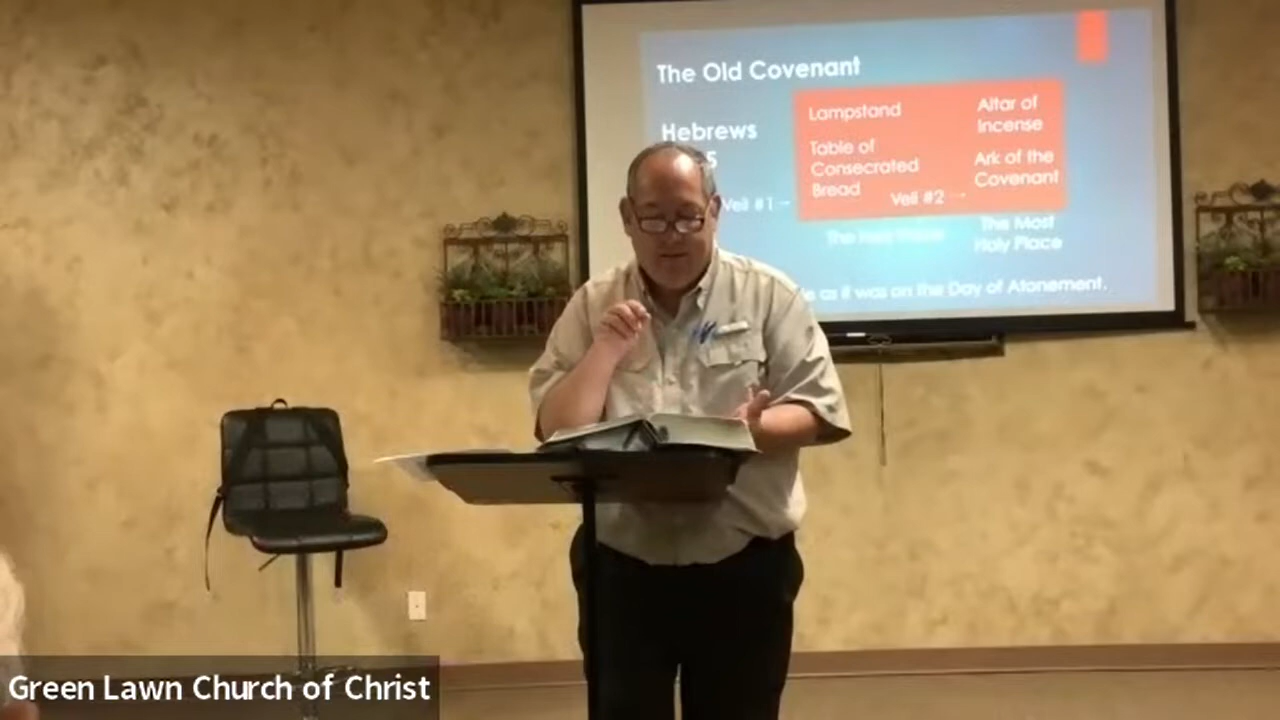 The Old Covenant
Hebrews
5
Lampstand
Table of
Consecrated
Bread
Altar of
Incense
Ark of the
Covenant
Veil #1 -
Veil #2 -
The Most
Holy Place
as it was on the Day of Atonement.
Green Lawn Church of Christ